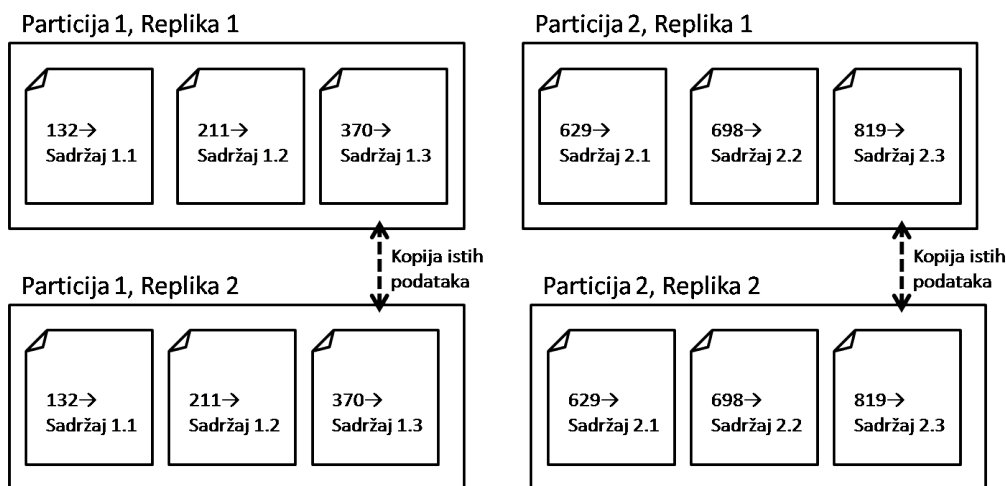 Particija 1, Replika 1
132→
Sadržaj 1.1
211→
Sadržaj 1.2
370→
Sadržaj 1.3
Particija 2, Replika 1
629→
Sadržaj 2.1
698→
Sadržaj 2.2
819→
Sadržaj 2.3
Kopija istih
podataka
Kopija istih
podataka
Particija 1, Replika 2
132→
Sadržaj 1.1
211→
Sadržaj 1.2
370→
Sadržaj 1.3
Particija 2, Replika 2
629→
Sadržaj 2.1
698→
Sadržaj 2.2
819→
Sadržaj 2.3